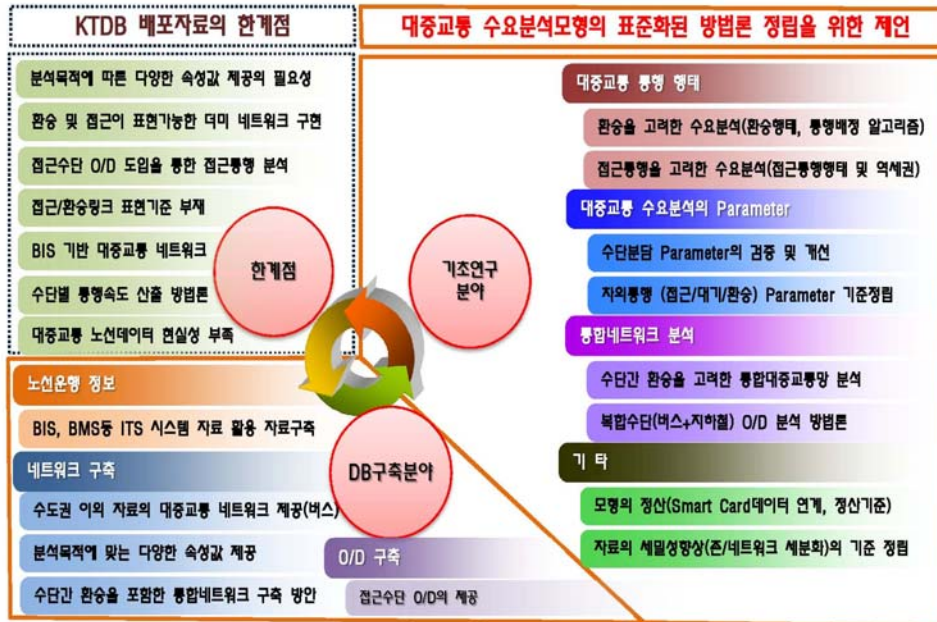 KTDB 배포자료의 한계점
대중교통 수요분석모형의 표준화된 방법론 정립을 위한 제언
분석목적에 따른 다양한 속성값 제공의 필요성
환승 및 접근이 표현가능한 더미 네트워크 구현
접근수단 O/D 도입을 통한 접근통행 분석
접근/환승링크 표현기준 부재
BIS 기반 대중교통 네트워크
수단별 통행속도 산출 방법론
대중교통 노선데이터 현실성 부족
한계점
기초연구
분야
DB구축분야
노선운행 정보
BIS, BMS등 ITS 시스템 자료 활용 자료구축
네트워크 구축
수도권 이외 자료의 대중교통 네트워크 제공(버스)
분석목적에 맞는 다양한 속성값 제공
수단간 환승을 포함한 통합네트워크 구축 방안
O/D 구축
접근수단 O/D의 제공
대중교통 통행 행태
환승을 고려한 수요분석(환승행태, 통행배정 알고리즘)
접근통행을 고려한 수요분석(접근통행행태 및 역세권)
대중교통 수요분석의 Parameter
수단분담 Parameter의 검증 및 개선
차외통행 (접근/대기/환승) Parameter 기준정립
통합네트워크 분석
수단간 환승을 고려한 통합대중교통망 분석
복합수단(버스+지하철) O/D 분석 방법론
기 타
모형의 정산(Smart Card데이터 연계, 정산기준)
자료의 세밀성향상(존/네트워크 세분화)의 기준 정립